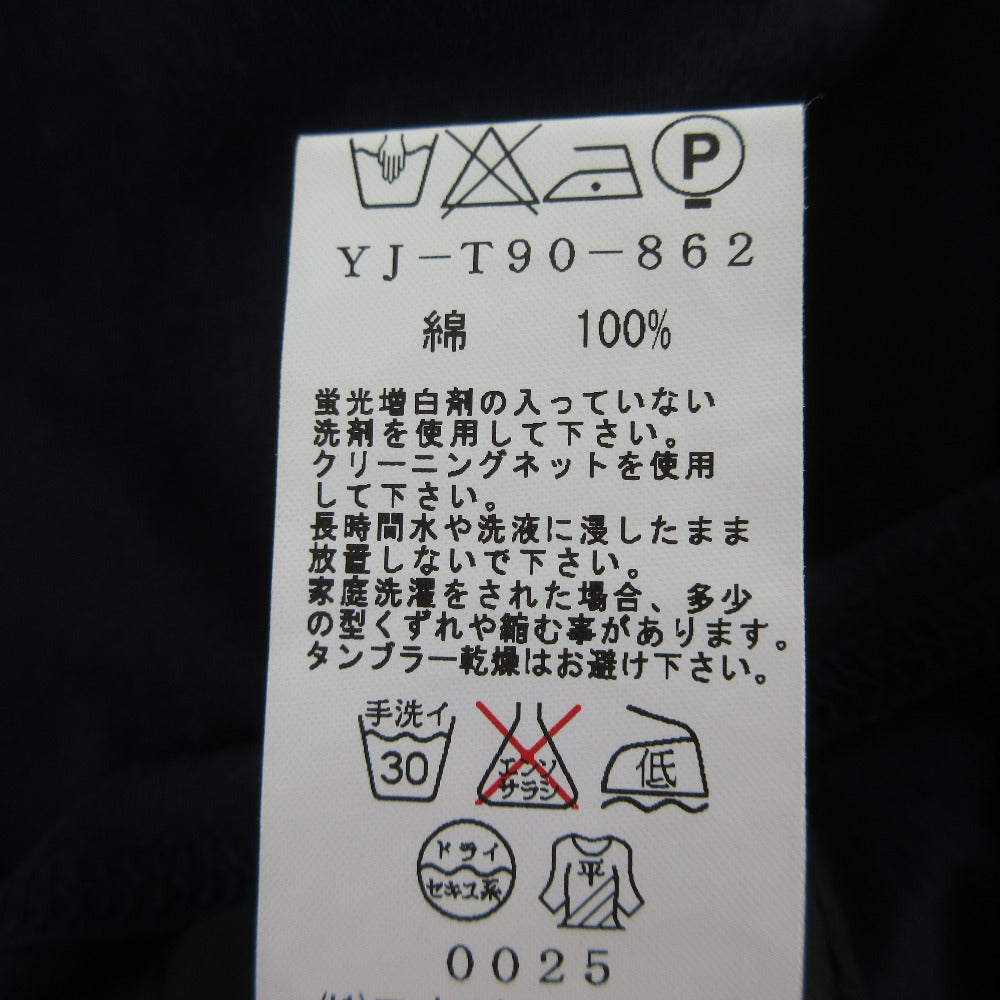 P
YJ-T90-862
綿 100%
蛍光増白剤の入っていない
洗剤を使用して下さい。
クリーニングネットを使用
して下さい。
長時間水や洗液に浸したまま
放置しないで下さい。
家庭洗濯をされた場合、多少
の型くずれや縮む事があります。
タンブラー乾燥はお避け下さい。
手洗イ
30
エンソ
サラシ
低
ドライ
セキユ系
平
0025